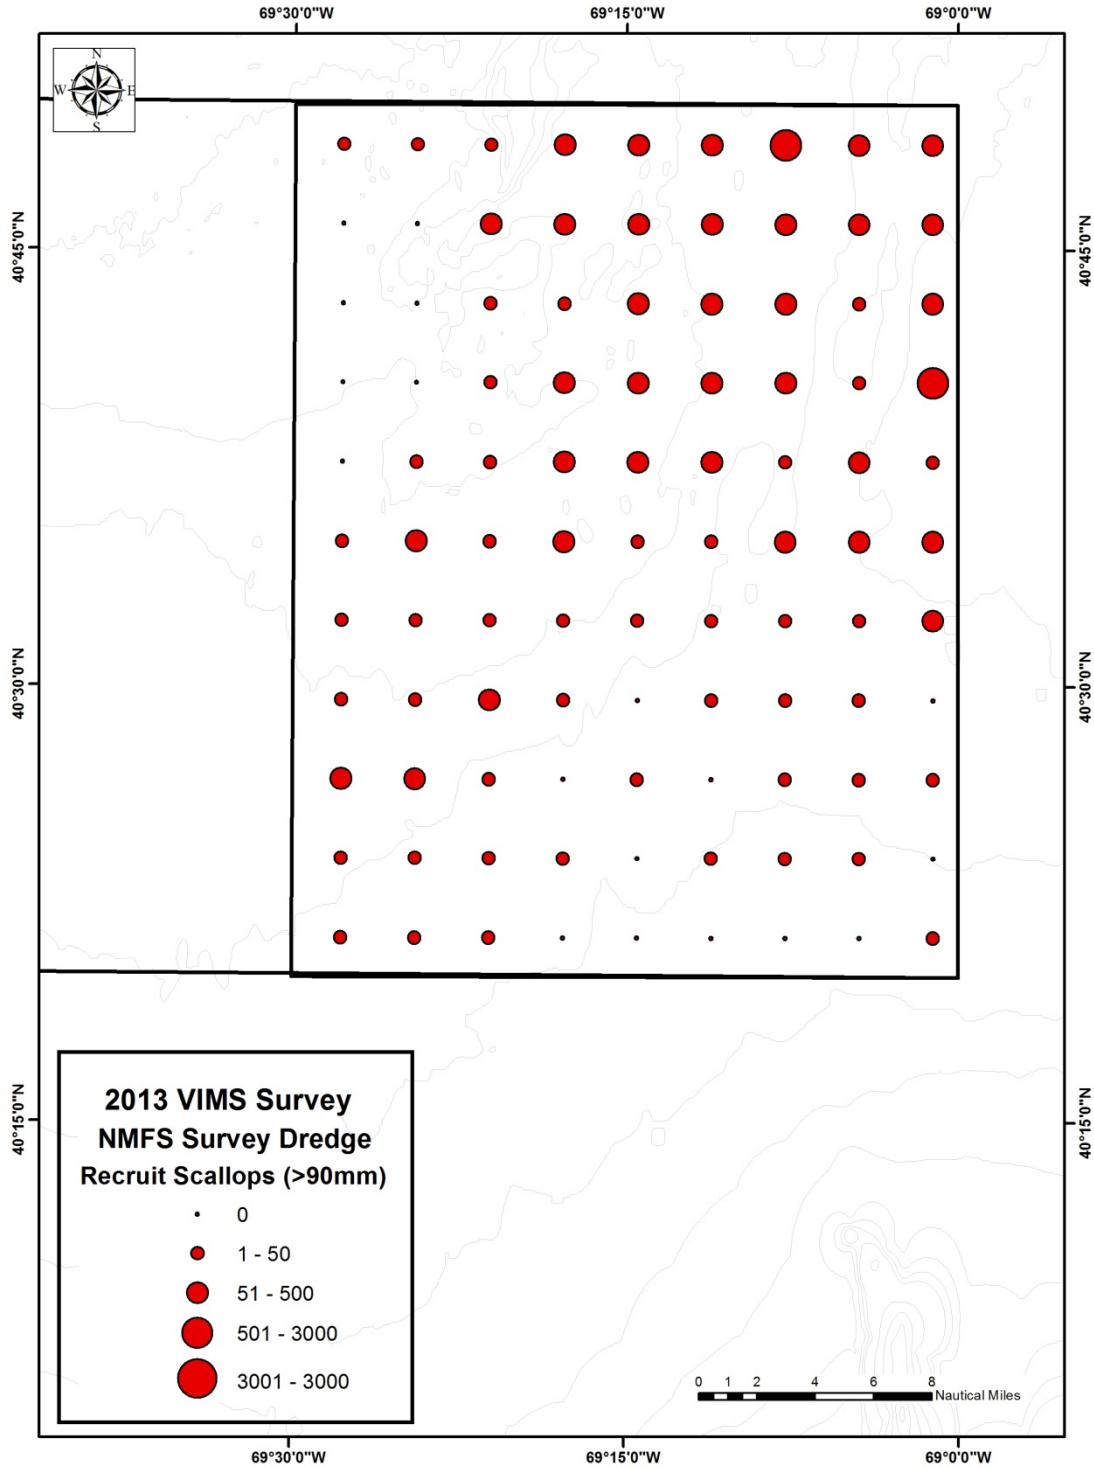 69°30'0"W 69°15'0"W 69°0'0"W
N
W E
S
40°45'0"N 40°45'0"N
40°30'0"N 40°30'0"N
40°15'0"N 40°15'0"N
2013 VIMS Survey
NMFS Survey Dredge
Recruit Scallops (>90mm)
0
1 - 50
51 - 500
501 - 3000
3001 - 3000
0 1 2 4 6 8
Nautical Miles
69°30'0"W 69°15'0"W 69°0'0"W